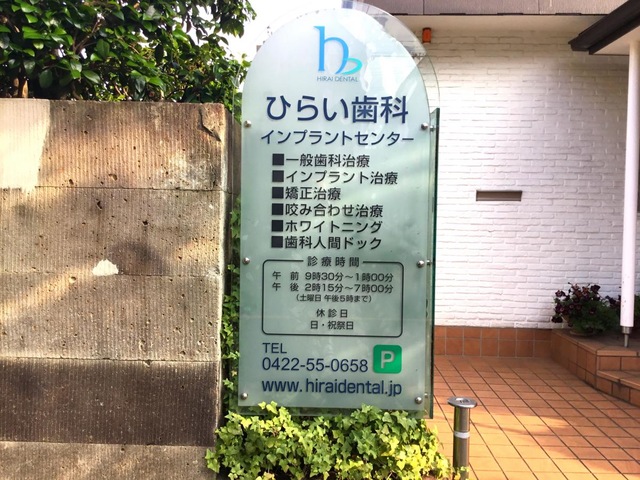 h
HIRAI DENTAL
ひらい歯科
インプラントセンター
■一般歯科治療
■インプラント治療
■矯正治療
■咬み合わせ治療
■ホワイトニング
■歯科人間ドック
診療時間
午 前 9時30分〜1時00分
午 後 2時15分〜7時00分
(土曜日 午後5時まで)
休診日
日・祝祭日
TEL
0422-55-0658 P
www.hiraidental.jp